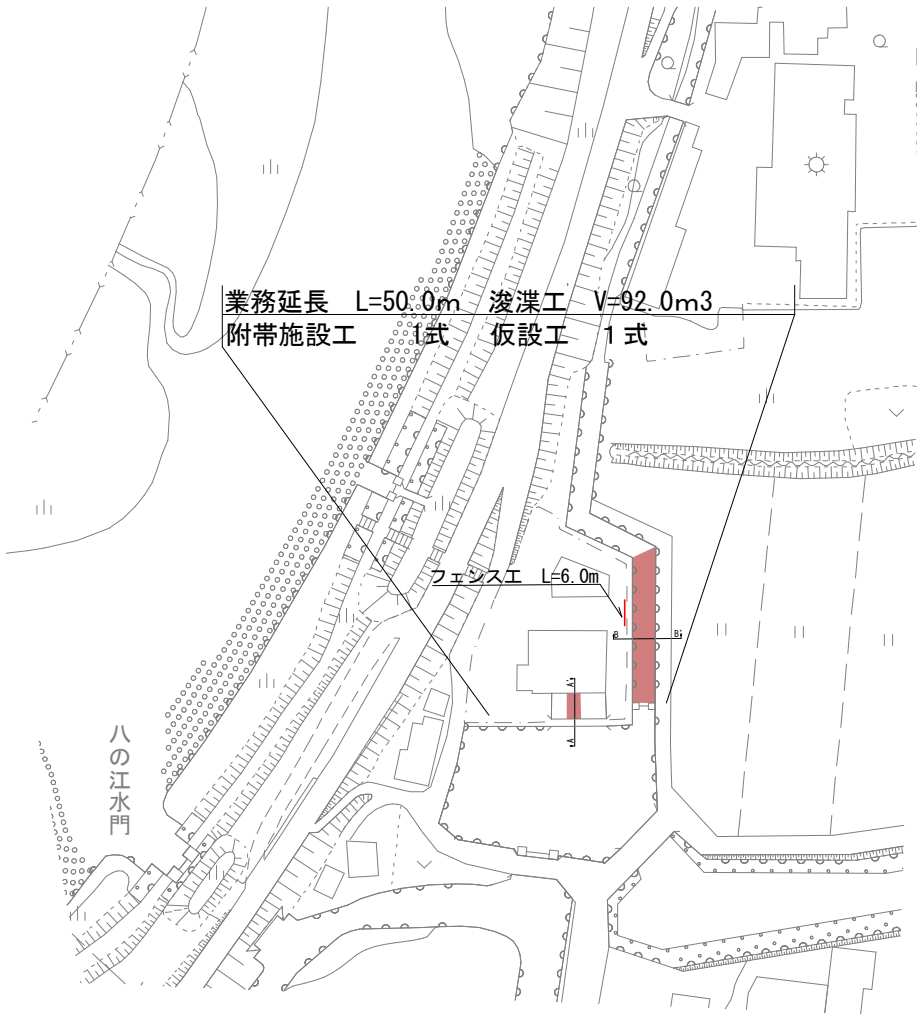 業務延長 L=50.0m 浚渫工 V=92.0m3
附帯施設工 1式 仮設工 1式
フェンス工 L=6.0m
B B'
A'
A
八の江水門